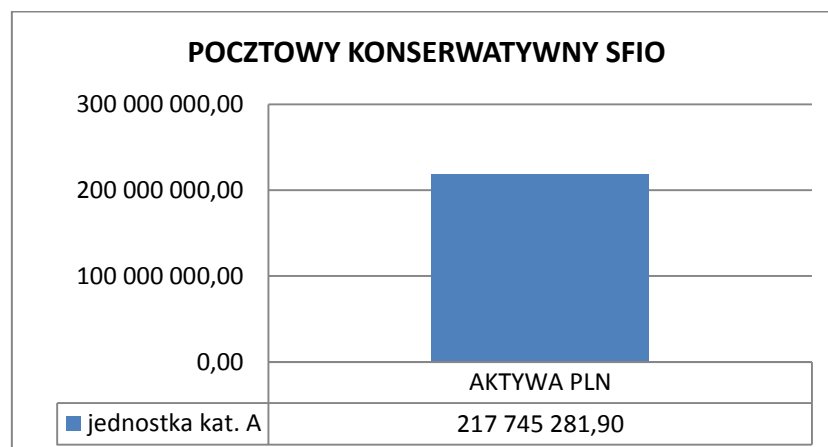 POCZTOWY KONSERWATYWNY SFIO
300 000 000,00
200 000 000,00
100 000 000,00
0,00
AKTYWA PLN
jednostka kat. A 217 745 281,90